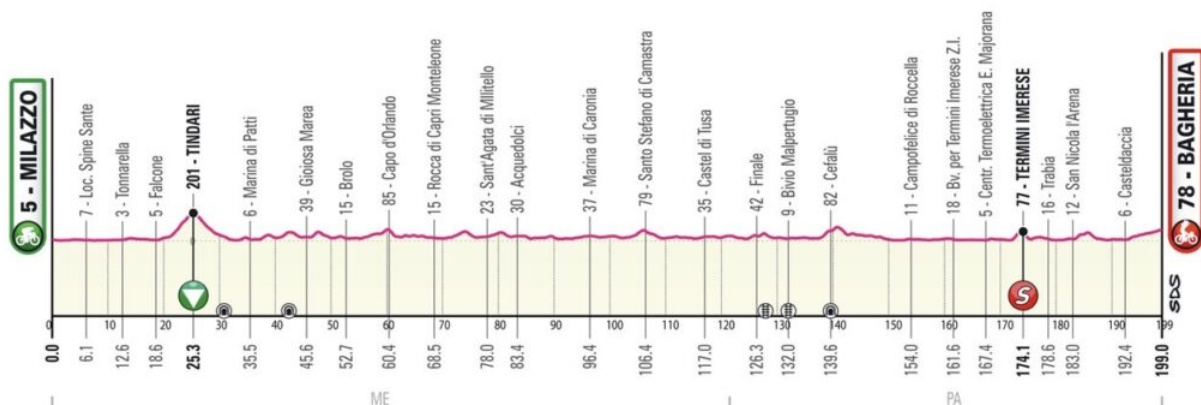 5 - MILAZZO
7 - Loc. Spine Sante
3 - Tonnarella
5 - Falcone
201 - TINDARI
6 - Marina di Patti
39 - Gioiosa Marea
15 - Brolo
85 - Capo d'Orlando
15 - Rocca di Capri Monteleone
23 - Sant'Agata di MIlitello
30 - Acquedolci
37 - Marina di Caronia
79 - Santo Stefano di Camastra
35 - Castel di Tusa
42 - Finale
9 - Bivio Malpertugio
82 - Cefalù
11 - Campofelice di Roccella
18 - Bv. per Termini Imerese Z.I.
5 - Centr. Termoelettrica E. Majorana
77 - TERMINI IMERESE
16 - Trabia
12 - San Nicola l'Arena
6 - Casteldaccia
78 - BAGHERIA
S
SDS
0 10 20 30 40 50 60 70 80 90 100 110 120 130 140 150 160 170 180 190 199
0.0 6.1 12.6 18.6 25.3 35.5 46.1 52.7 60.4 68.5 78.0 83.4 96.4 106.4 117.0 126.3 132.0 139.8 154.0 161.6 167.4 174.1 178.6 183.0 192.4 199.0
ME PA